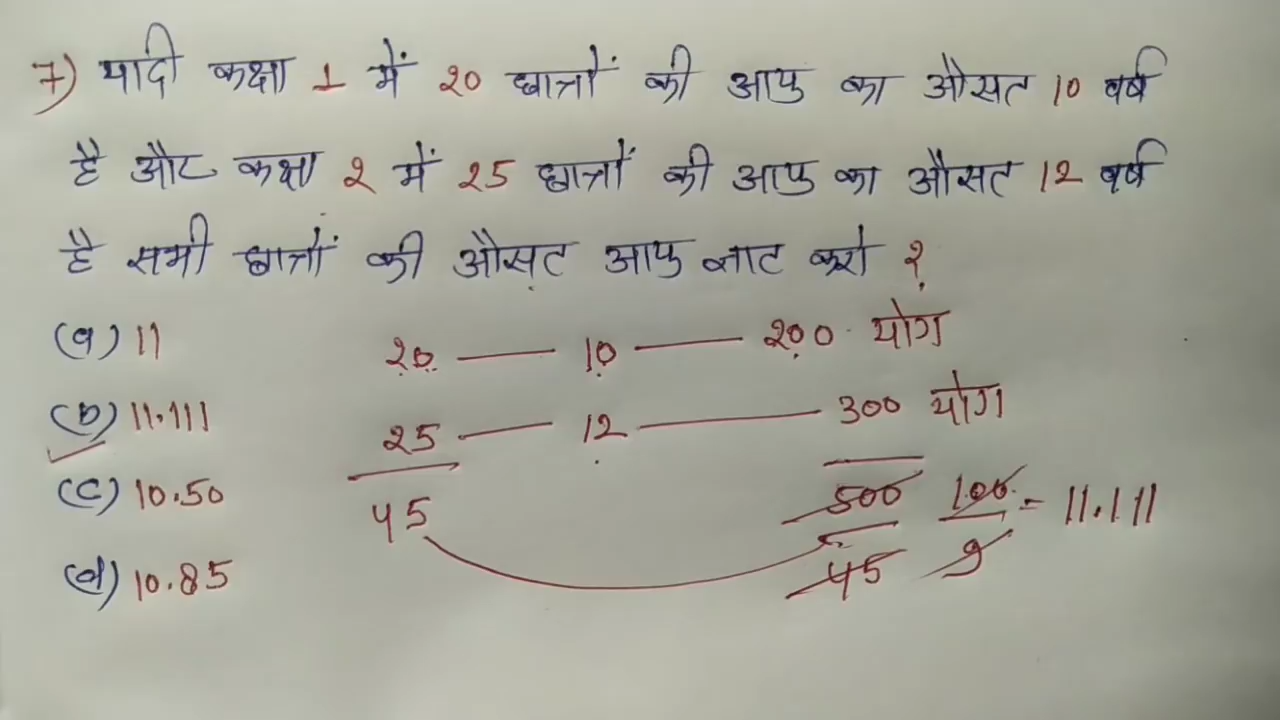 7) यादी कक्षा 1 में 20 छात्रों की आयु का औसत 10 वर्ष
है और कक्षा 2 में 25 छात्रों की आयु का औसत 12 वर्ष
है सभी छात्रों की औसत आयु ज्ञात करो ?
(a) 11
(b) 11.111
(c) 10.50
(d) 10.85
20 — 10 — 200 योग
25 — 12 — 300 योग
45
500 100 = 11.111
45 9